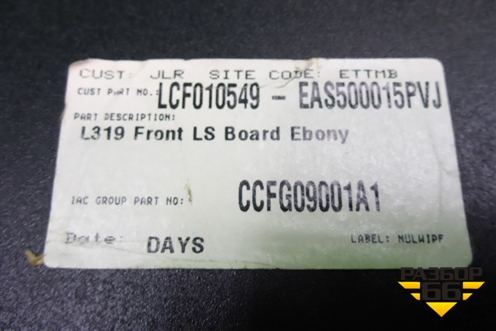 CUST: JLR SITE CODE: ETTMB
CUST PART NO.: LCF010549 - EAS500015PVJ
PART DESCRIPTION:
L319 Front LS Board Ebony
IAC GROUP PART NO: CCFG09001A1
Date: DAYS LABEL: NULWIPF
РАЗБОР
66